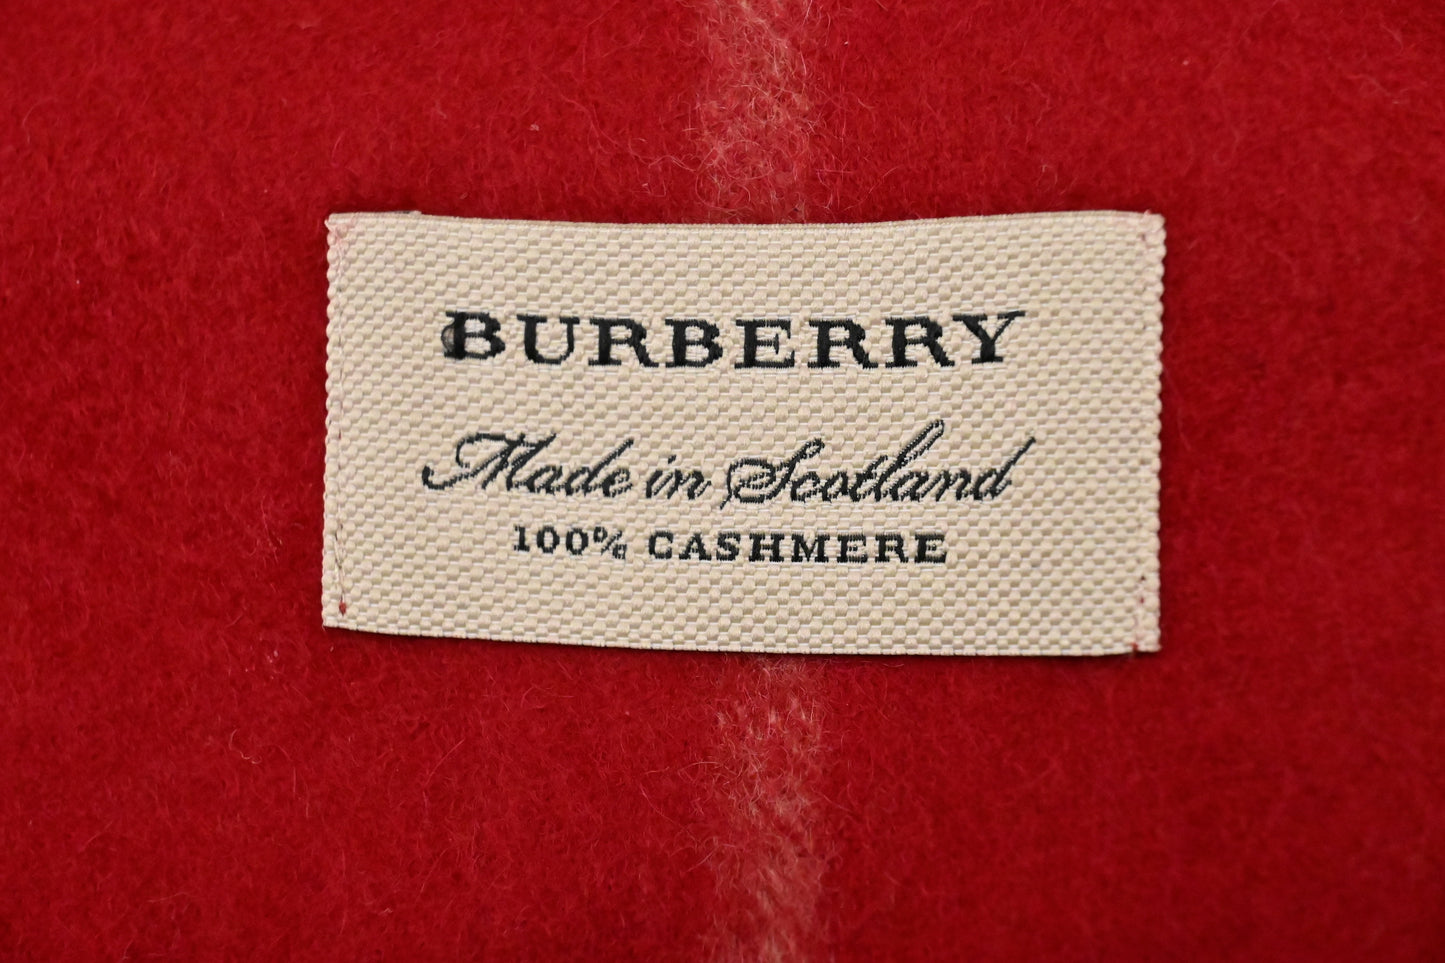 BURBERRY
Made in Scotland
100% CASHMERE